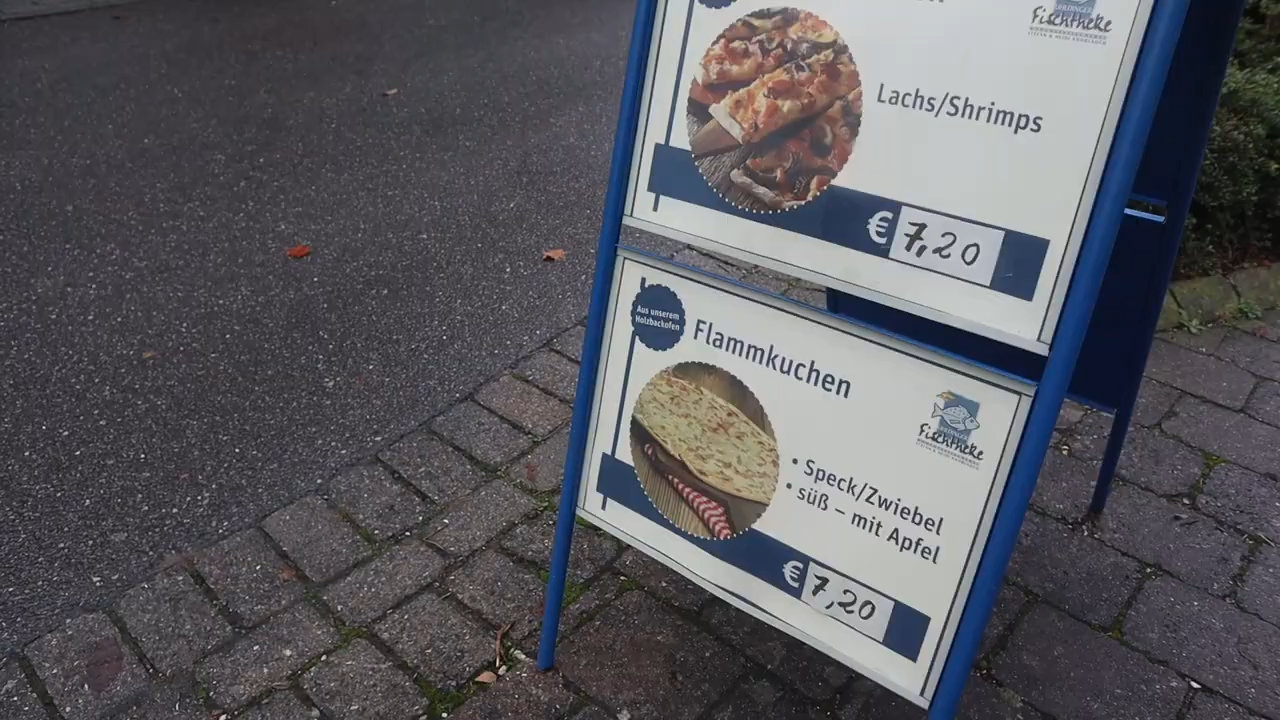 Fischtheke
Lachs/Shrimps
€ 7,20
Aus unserem
Holzbackofen
Flammkuchen
Fischtheke
• Speck/Zwiebel
• süß – mit Apfel
€ 7,20